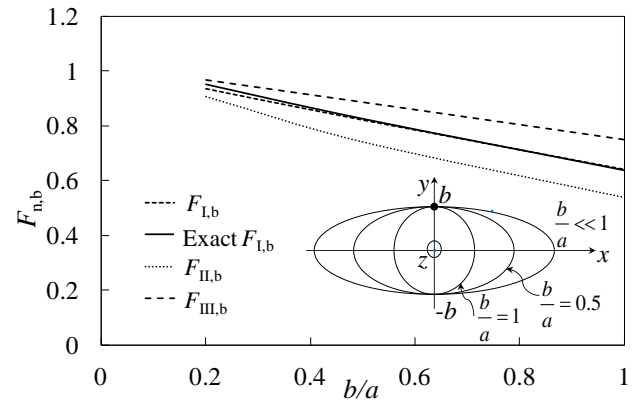 1.2
1
0.8
0.6
0.4
0.2
0
F_n,b
0
0.2
0.4
0.6
0.8
1
b/a
F_I,b
Exact F_I,b
F_II,b
F_III,b
y
b
b/a <<1
x
z
-b
b/a =1
b/a =0.5